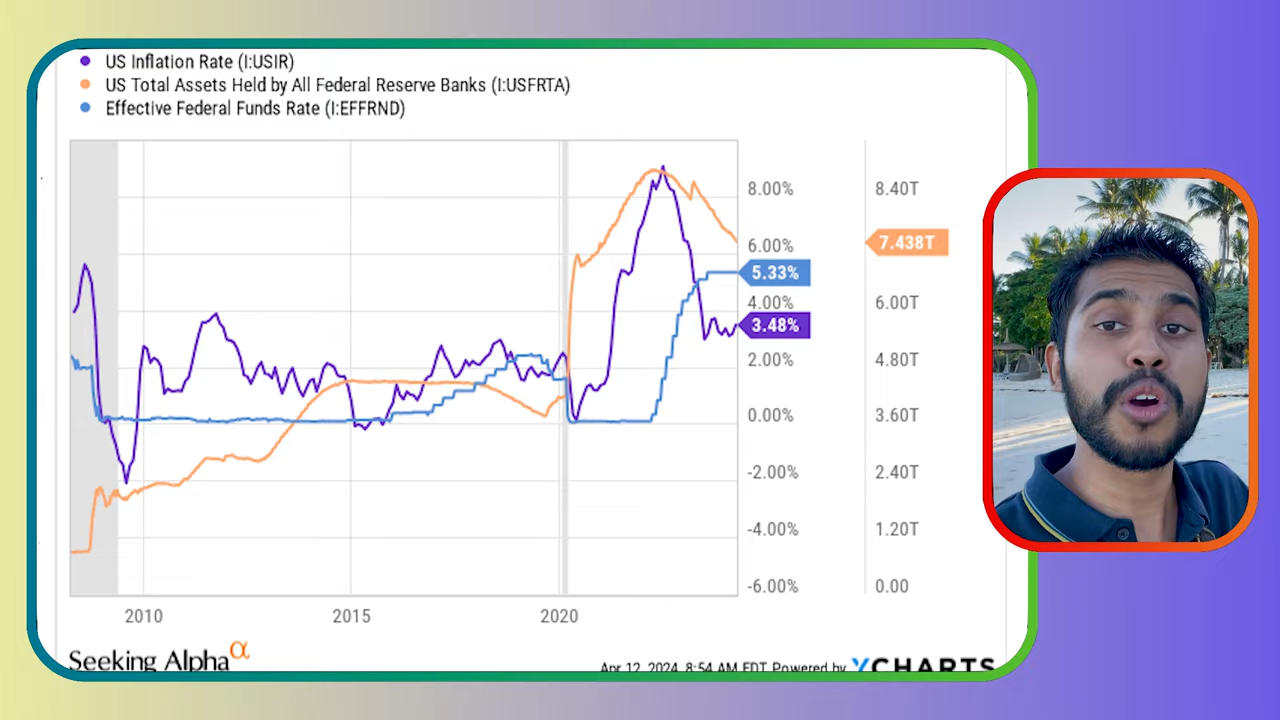 US Inflation Rate (I:USIR)
US Total Assets Held by All Federal Reserve Banks (I:USFRTA)
Effective Federal Funds Rate (I:EFFRND)
8.00%
8.40T
6.00%
7.438T
5.33%
4.00%
6.00T
3.48%
2.00%
4.80T
0.00%
3.60T
-2.00%
2.40T
-4.00%
1.20T
-6.00%
0.00
2010
2015
2020
Seeking Alphaα
Apr 12, 2024, 8:54 AM EDT Powered by YCHARTS